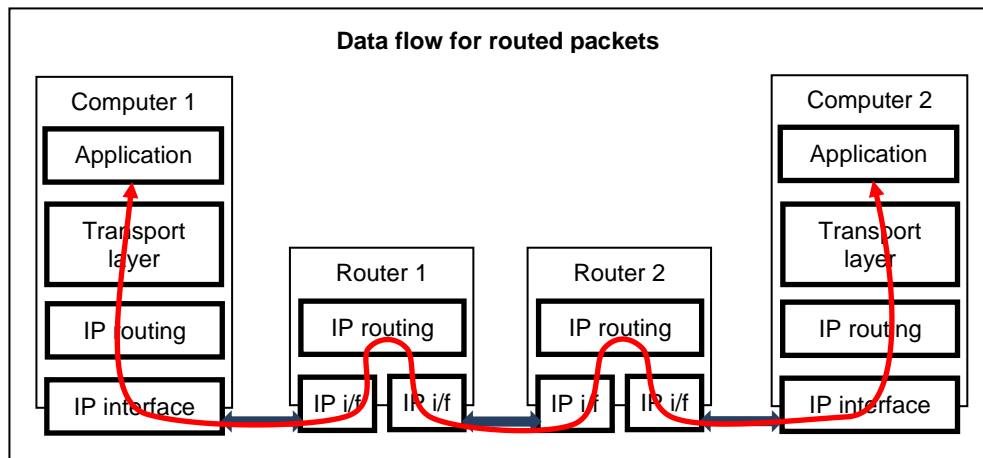 Data flow for routed packets
Computer 1
Application
Transport
layer
IP routing
IP interface
Router 1
IP routing
IP i/f
IP i/f
Router 2
IP routing
IP i/f
IP i/f
Computer 2
Application
Transport
layer
IP routing
IP interface